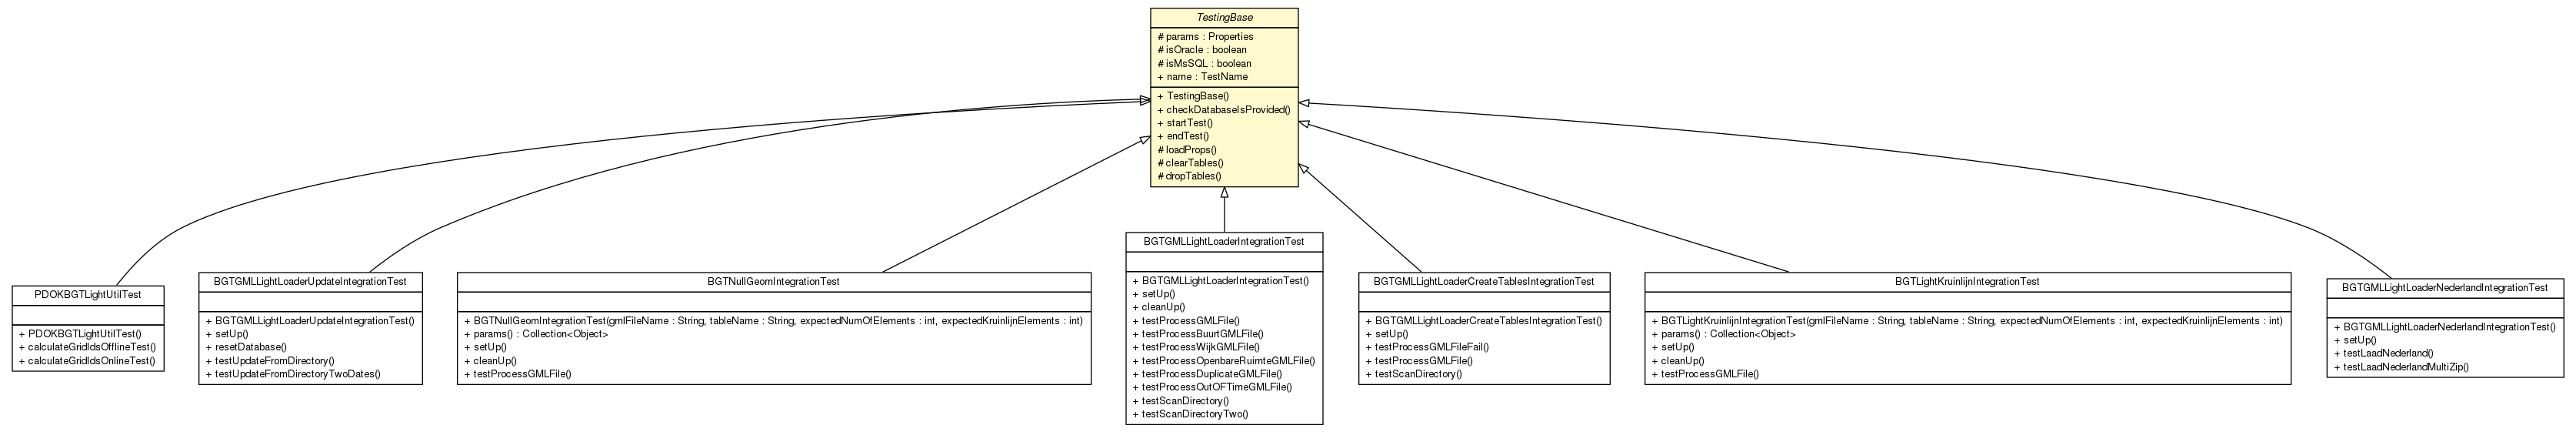 TestingBase
# params : Properties
# isOracle : boolean
# isMsSQL : boolean
+ name : TestName
+ TestingBase()
+ checkDatabaseIsProvided()
+ startTest()
+ endTest()
# loadProps()
# clearTables()
# dropTables()
PDOKBGTLightUtilTest
+ PDOKBGTLightUtilTest()
+ calculateGridIdsOfflineTest()
+ calculateGridIdsOnlineTest()
BGTGMLLightLoaderUpdateIntegrationTest
+ BGTGMLLightLoaderUpdateIntegrationTest()
+ setUp()
+ resetDatabase()
+ testUpdateFromDirectory()
+ testUpdateFromDirectoryTwoDates()
BGTNullGeomIntegrationTest
+ BGTNullGeomIntegrationTest(gmlFileName : String, tableName : String, expectedNumOfElements : int, expectedKruinlijnElements : int)
+ params() : Collection<Object>
+ setUp()
+ cleanUp()
+ testProcessGMLFile()
BGTGMLLightLoaderIntegrationTest
+ BGTGMLLightLoaderIntegrationTest()
+ setUp()
+ cleanUp()
+ testProcessGMLFile()
+ testProcessBuurtGMLFile()
+ testProcessWijkGMLFile()
+ testProcessOpenbareRuimteGMLFile()
+ testProcessDuplicateGMLFile()
+ testProcessOutOFTimeGMLFile()
+ testScanDirectory()
+ testScanDirectoryTwo()
BGTGMLLightLoaderCreateTablesIntegrationTest
+ BGTGMLLightLoaderCreateTablesIntegrationTest()
+ setUp()
+ testProcessGMLFileFail()
+ testProcessGMLFile()
+ testScanDirectory()
BGTLightKruinlijnIntegrationTest
+ BGTLightKruinlijnIntegrationTest(gmlFileName : String, tableName : String, expectedNumOfElements : int, expectedKruinlijnElements : int)
+ params() : Collection<Object>
+ setUp()
+ cleanUp()
+ testProcessGMLFile()
BGTGMLLightLoaderNederlandIntegrationTest
+ BGTGMLLightLoaderNederlandIntegrationTest()
+ setUp()
+ testLaadNederland()
+ testLaadNederlandMultiZip()